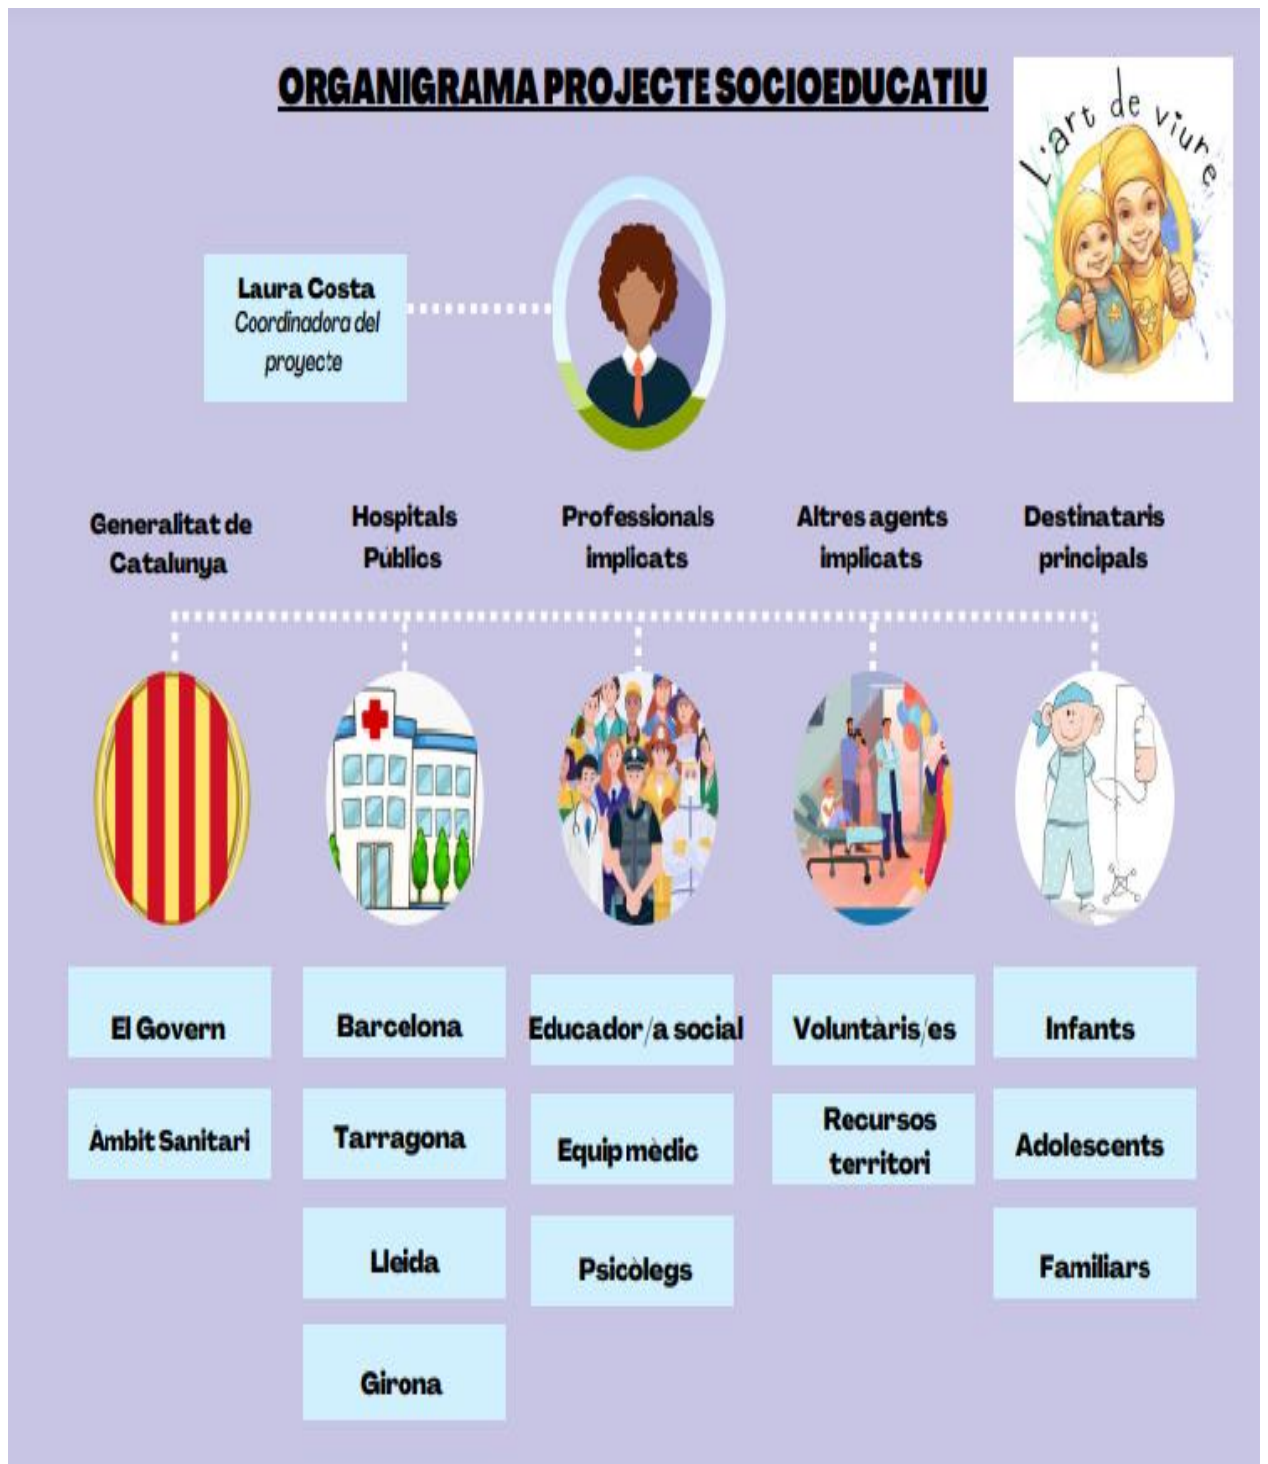 ORGANIGRAMA PROJECTE SOCIOEDUCATIU
L'art de viure
Laura Costa
Coordinadora del
proyecte
Generalitat de
Catalunya
Hospitals
Públics
Professionals
implicats
Altres agents
implicats
Destinataris
principals
El Govern
Àmbit Sanitari
Barcelona
Tarragona
Lleida
Girona
Educador/a social
Equip mèdic
Psicòlegs
Voluntàris/es
Recursos
territori
Infants
Adolescents
Familiars